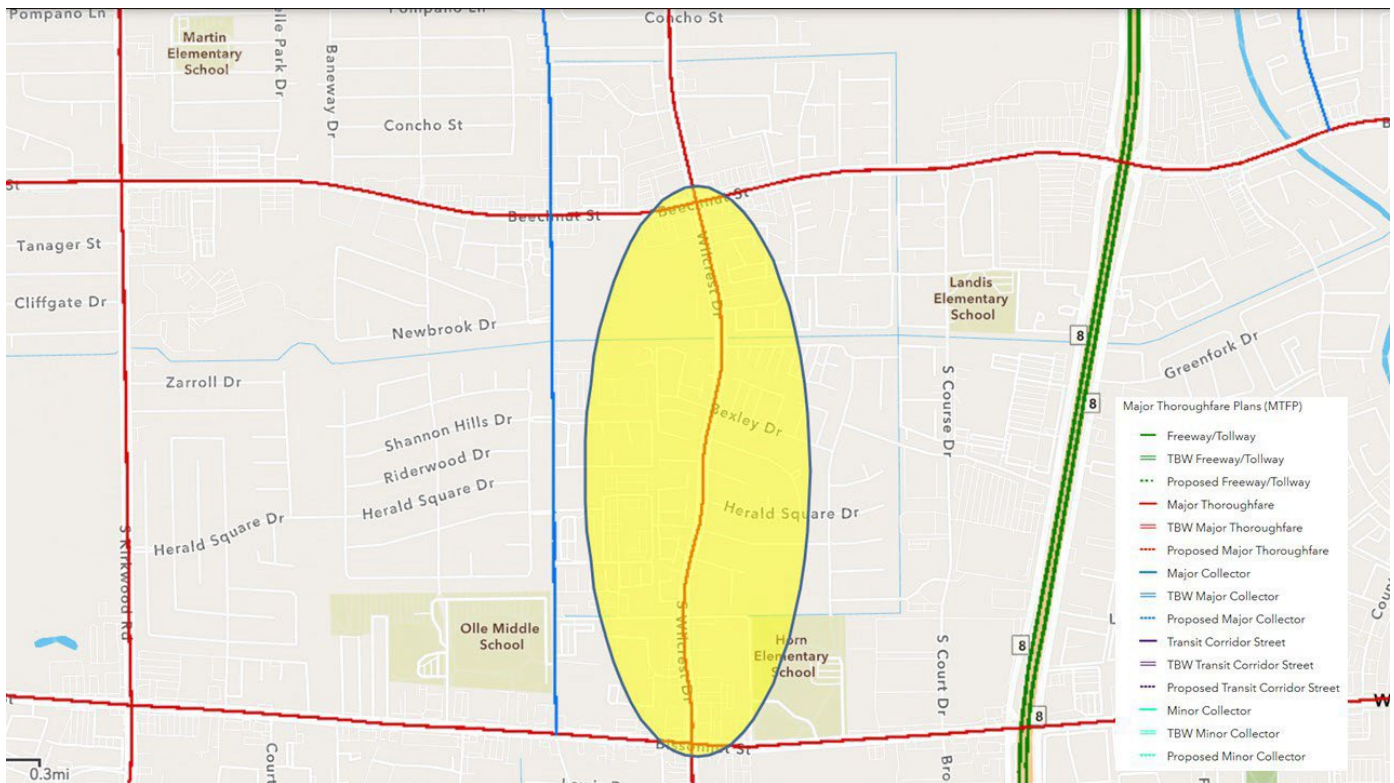 Pompano Ln
Pompano Ln
Concho St
Martin
Elementary
School
Baneway Dr
Concho St
St
Beechnut St
Beechnut St
Tanager St
Wilcrest Dr
Cliffgate Dr
Landis
Elementary
School
Newbrook Dr
8
Greenfork Dr
Zarroll Dr
S Course Dr
8
Bexley Dr
Shannon Hills Dr
Riderwood Dr
Herald Square Dr
Herald Square Dr
Herald Square Dr
S Kirkwood Rd
Olle Middle
School
S Wilcrest Dr
Horn
Elementary
School
S Court Dr
8
8
Bissonnet St
0.3mi
Court
Bro
Major Thoroughfare Plans (MTFP)
Freeway/Tollway
TBW Freeway/Tollway
Proposed Freeway/Tollway
Major Thoroughfare
TBW Major Thoroughfare
Proposed Major Thoroughfare
Major Collector
TBW Major Collector
Proposed Major Collector
Transit Corridor Street
TBW Transit Corridor Street
Proposed Transit Corridor Street
Minor Collector
TBW Minor Collector
Proposed Minor Collector